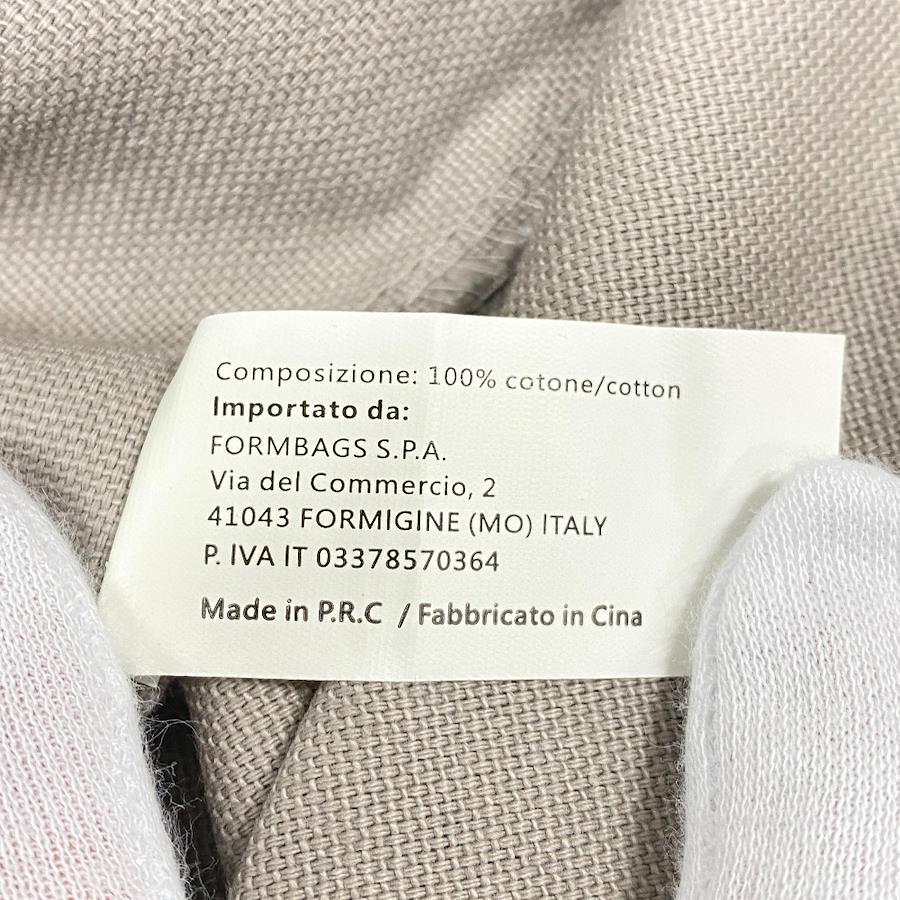 Composizione: 100% cotone/cotton
Importato da:
FORMBAGS S.P.A.
Via del Commercio, 2
41043 FORMIGINE (MO) ITALY
P. IVA IT 03378570364
Made in P.R.C / Fabbricato in Cina